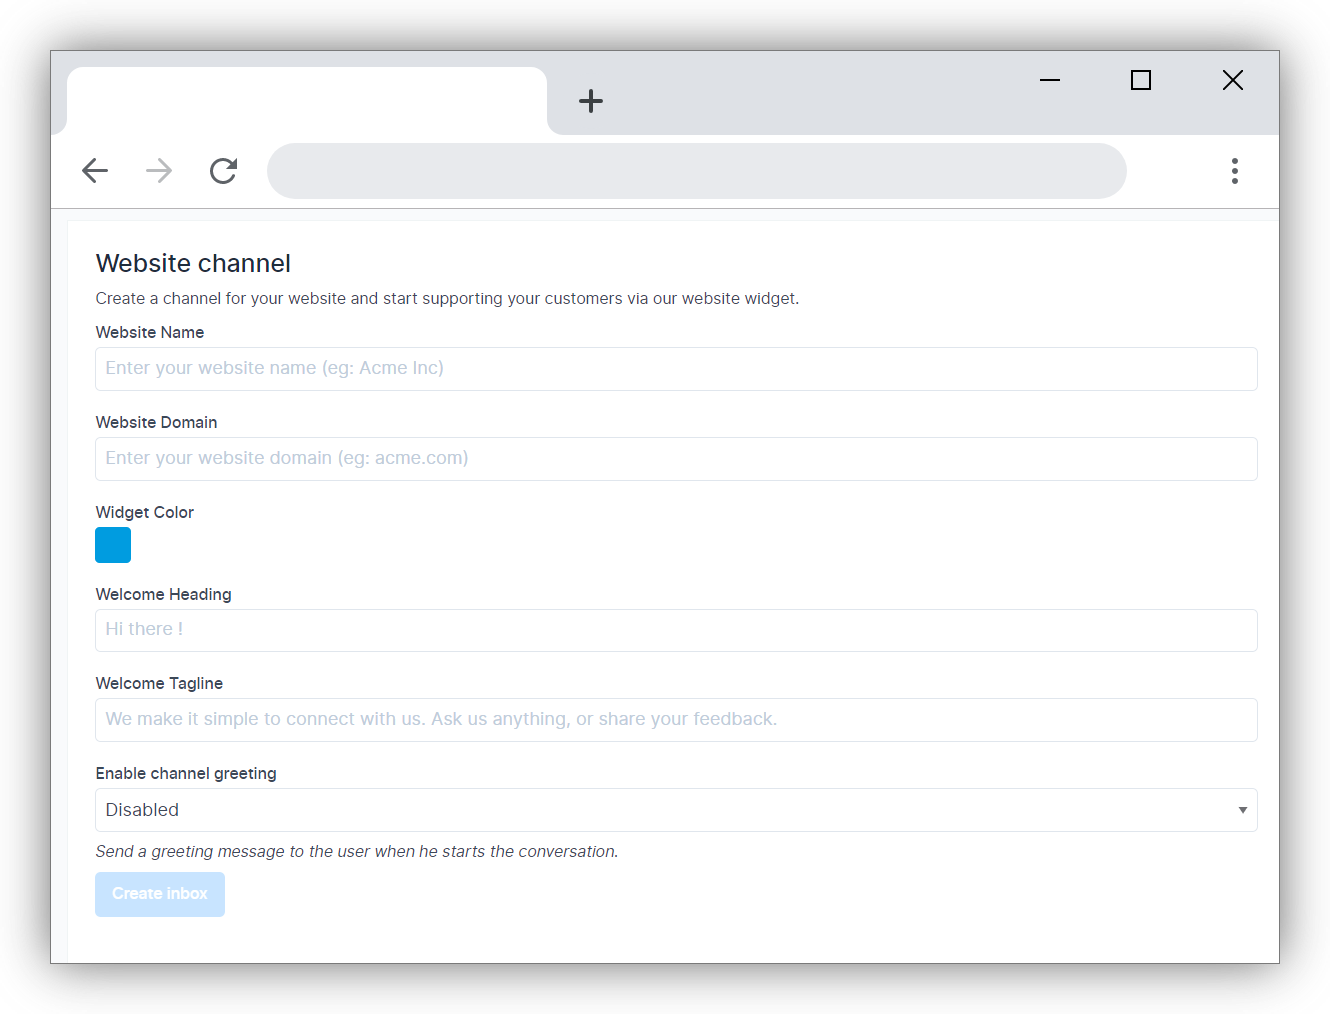 Website channel
Create a channel for your website and start supporting your customers via our website widget.
Website Name
Enter your website name (eg: Acme Inc)
Website Domain
Enter your website domain (eg: acme.com)
Widget Color
Welcome Heading
Hi there !
Welcome Tagline
We make it simple to connect with us. Ask us anything, or share your feedback.
Enable channel greeting
Disabled
Send a greeting message to the user when he starts the conversation.
Create inbox